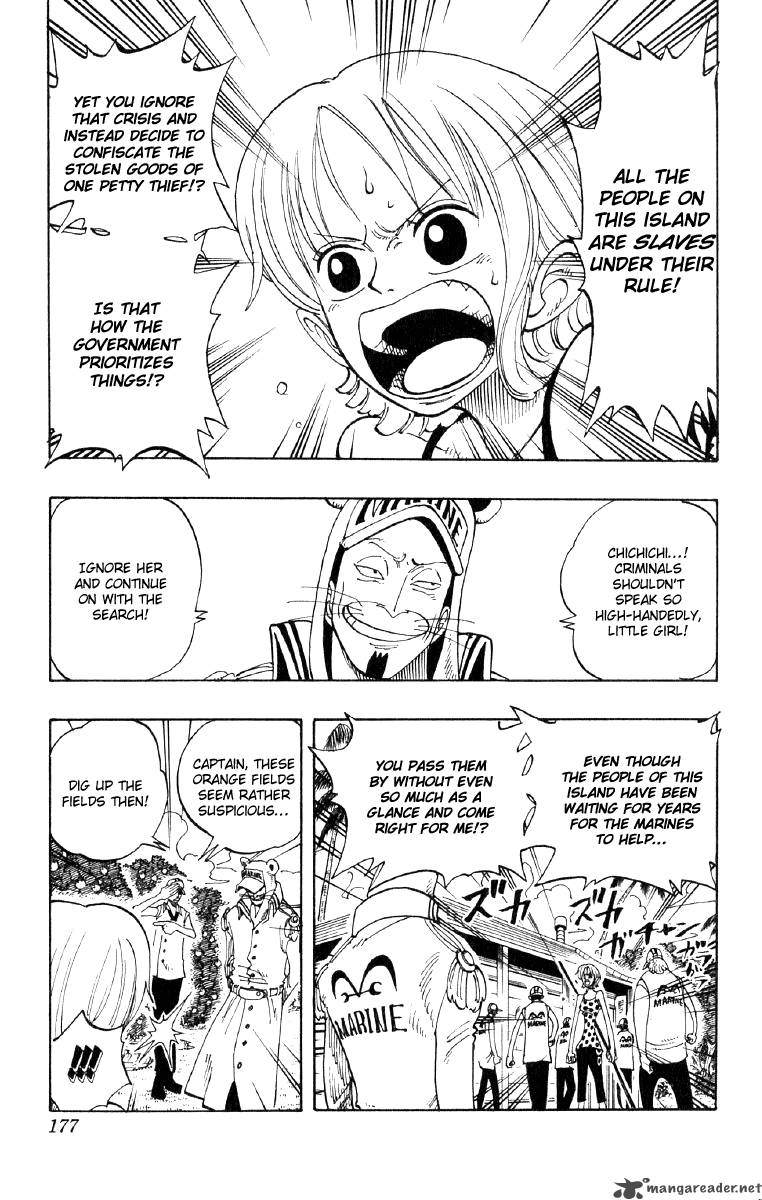 ALL THE
PEOPLE ON
THIS ISLAND
ARE SLAVES
UNDER THEIR
RULE!
YET YOU IGNORE
THAT CRISIS AND
INSTEAD DECIDE TO
CONFISCATE THE
STOLEN GOODS OF
ONE PETTY THIEF!?
IS THAT
HOW THE
GOVERNMENT
PRIORITIZES
THINGS!?
MARINE
CHICHICHI...!
CRIMINALS
SHOULDN'T
SPEAK SO
HIGH-HANDEDLY,
LITTLE GIRL!
IGNORE HER
AND CONTINUE
ON WITH THE
SEARCH!
EVEN THOUGH
THE PEOPLE OF THIS
ISLAND HAVE BEEN
WAITING FOR YEARS
FOR THE MARINES
TO HELP...
YOU PASS THEM
BY WITHOUT EVEN
SO MUCH AS A
GLANCE AND COME
RIGHT FOR ME!?
ズカ
ズカ
ガチャン
ガラ
MARINE
MARINE
MARINE
MARINE
CAPTAIN, THESE
ORANGE FIELDS
SEEM RATHER
SUSPICIOUS...
DIG UP THE
FIELDS THEN!
MARINE
!!!
177
mangareader.net